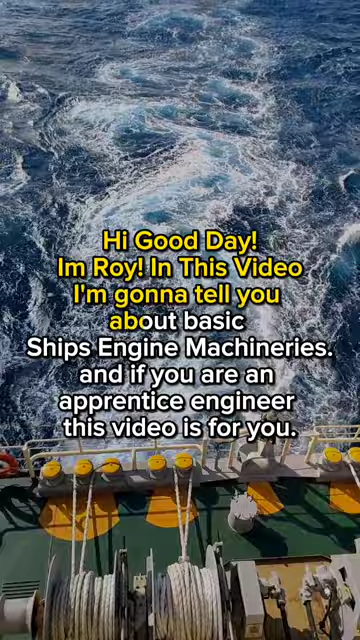 Hi Good Day!
Im Roy! In This Video
I'm gonna tell you
about basic
Ships Engine Machineries.
and if you are an
apprentice engineer
this video is for you.